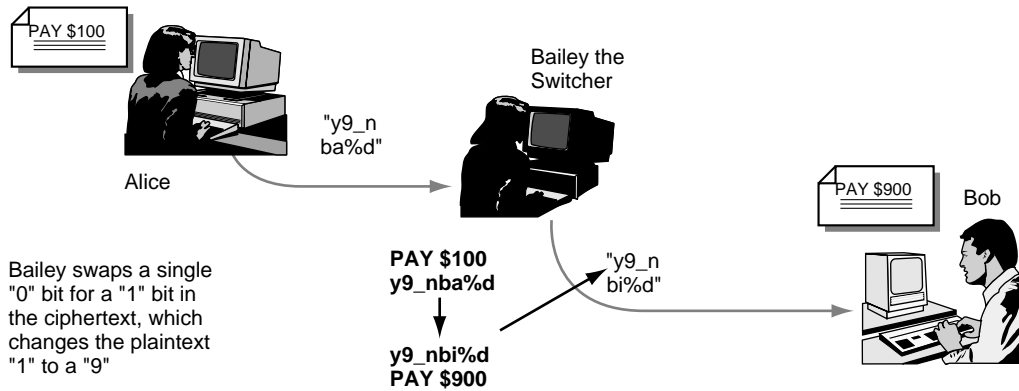 PAY $100
Alice
"y9_n
ba%d"
Bailey the
Switcher
PAY $900
Bob
Bailey swaps a single
"0" bit for a "1" bit in
the ciphertext, which
changes the plaintext
"1" to a "9"
PAY $100
y9_nba%d
y9_nbi%d
PAY $900
"y9_n
bi%d"